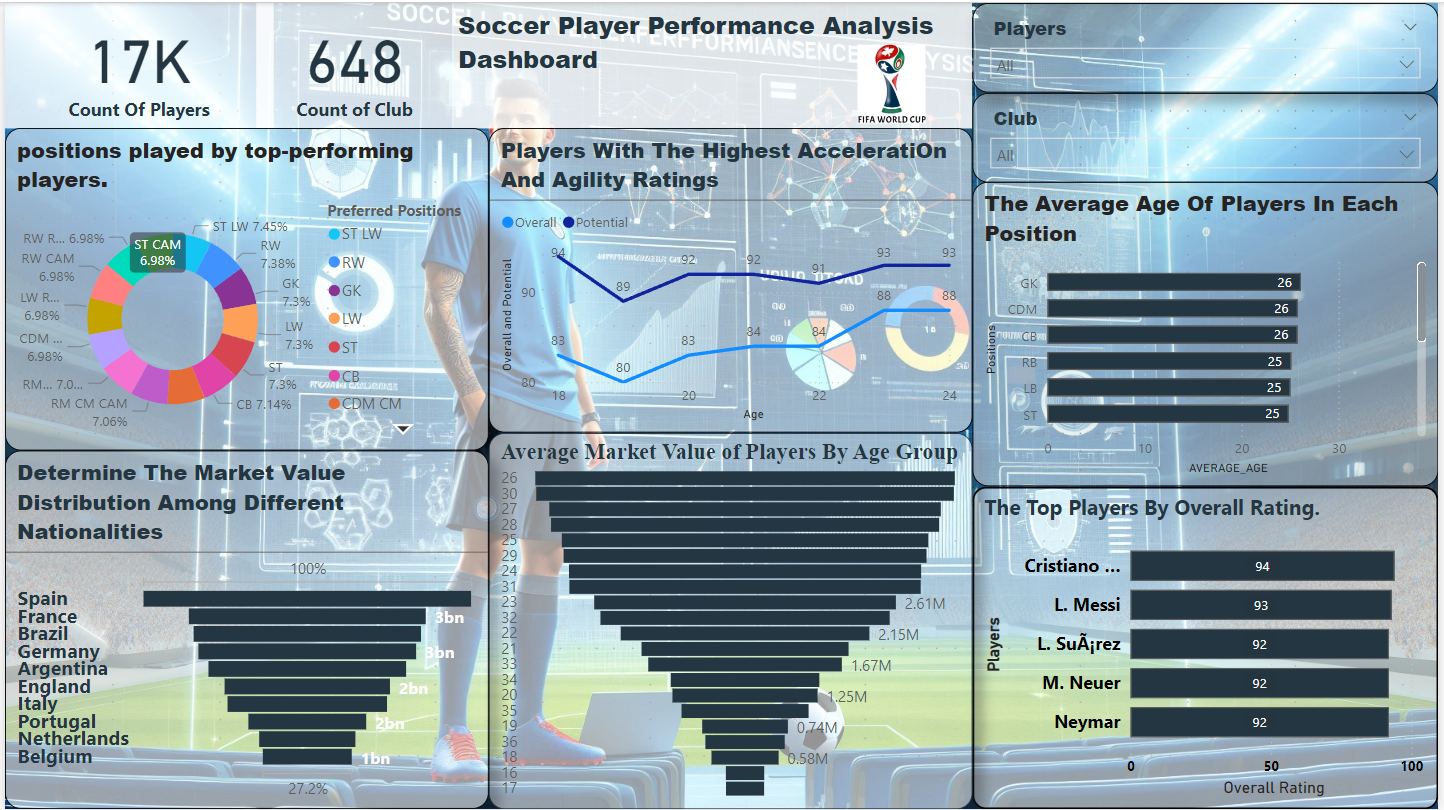 17K
Count Of Players
648
Count of Club
Soccer Player Performance Analysis
Dashboard
FIFA WORLD CUP
Players
All
Club
All
positions played by top-performing
players.
Preferred Positions
ST LW
RW
GK
LW
ST
CB
CDM CM
ST LW 7.45%
RW
7.38%
GK
7.3%
LW
7.3%
ST
7.3%
CB 7.14%
RM CM CAM
7.06%
RM... 7.0...
CDM ...
6.98%
LW R...
6.98%
RW CAM
6.98%
RW R... 6.98%
ST CAM
6.98%
Players With The Highest AcceleratiOn
And Agility Ratings
Overall
Potential
Overall and Potential
90
80
94
89
92
92
91
93
93
83
80
83
84
84
88
88
18
20
22
24
Age
The Average Age Of Players In Each
Position
Positions
GK
26
CDM
26
CB
26
RB
25
LB
25
ST
25
0
10
20
30
AVERAGE_AGE
Determine The Market Value
Distribution Among Different
Nationalities
100%
Spain
France
3bn
Brazil
Germany
3bn
Argentina
England
2bn
Italy
Portugal
2bn
Netherlands
Belgium
1bn
27.2%
Average Market Value of Players By Age Group
26
30
27
28
25
29
24
31
23
2.61M
32
22
2.15M
21
33
1.67M
34
20
1.25M
35
19
0.74M
36
18
0.58M
16
17
The Top Players By Overall Rating.
Players
Cristiano ...
94
L. Messi
93
L. SuÃ¡rez
92
M. Neuer
92
Neymar
92
0
50
100
Overall Rating